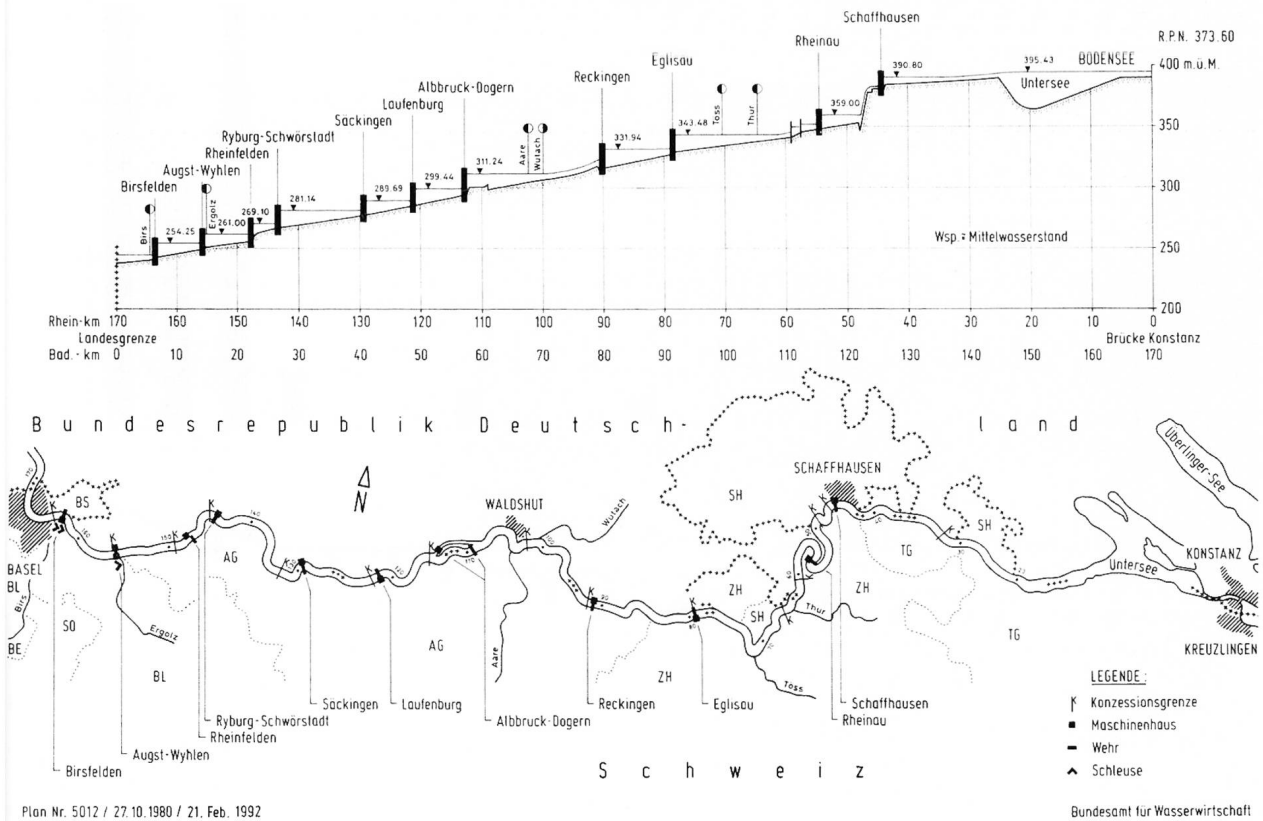 Schaffhausen
R.P.N. 373.60
Rheinau
400 m.ü.M.
Eglisau
390.80
395.43
BODENSEE
Reckingen
Untersee
Albbruck-Dogern
Laufenburg
Toss
Thur
359.00
350
Säckingen
343.48
Ryburg-Schwörstadt
Aare
Wutach
331.94
Rheinfelden
311.24
Augst-Wyhlen
299.44
300
Birsfelden
289.69
281.14
Ergolz
269.10
261.00
Birs
254.25
Wsp. = Mittelwasserstand
250
200
Rhein-km 170 160 150 140 130 120 110 100 90 80 70 60 50 40 30 20 10 0
Landesgrenze
Brücke Konstanz
Bad.-km 0 10 20 30 40 50 60 70 80 90 100 110 120 130 140 145 150 160 170
Bundesrepublik Deutsch-land
Überlinger-See
SCHAFFHAUSEN
N
WALDSHUT
SH
Wutach
BS
SH
AG
TG
KONSTANZ
BASEL
Untersee
BL
Birs
ZH
ZH
SH
Thur
SO
Ergolz
AG
Aare
TG
BE
BL
ZH
Toss
KREUZLINGEN
LEGENDE:
Säckingen
Laufenburg
Reckingen
Eglisau
Schaffhausen
Konzessionsgrenze
Ryburg-Schwörstadt
Albbruck-Dogern
Rheinau
Maschinenhaus
Rheinfelden
Augst-Wyhlen
Wehr
Birsfelden
Schweiz
Schleuse
Plan Nr. 5012 / 27.10.1980 / 21. Feb. 1992
Bundesamt für Wasserwirtschaft